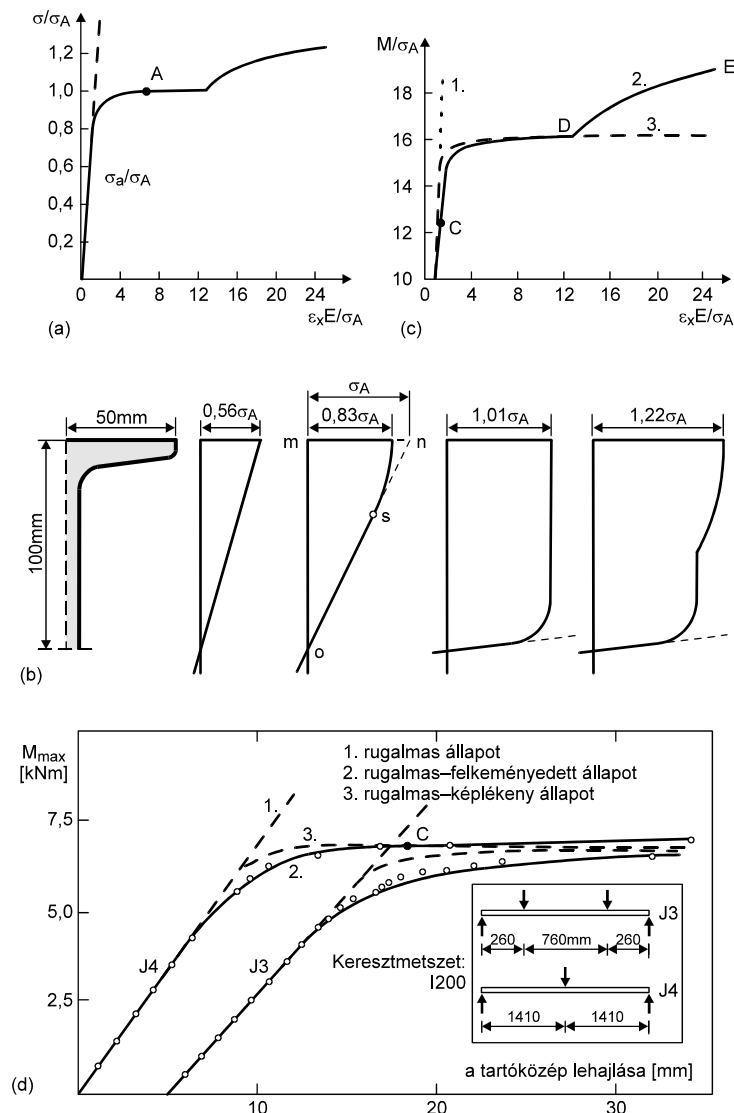 σ/σA
1,2
1,0
0,8
0,6
0,4
0,2
0
0 4 8 12 16 20 24
εxE/σA
A
σa/σA
(a)
M/σA
18
16
14
12
10
0 4 8 12 16 20 24
εxE/σA
1.
2.
3.
C
D
E
(c)
50mm
100mm
0,56σA
σA
0,83σA
m
n
s
o
1,01σA
1,22σA
(b)
Mmax
[kNm]
7,5
5,0
2,5
10 20 30
1. rugalmas állapot
2. rugalmas–felkeményedett állapot
3. rugalmas–képlékeny állapot
1.
3.
2.
C
J4
J3
Keresztmetszet:
I200
J3
260 760mm 260
J4
1410 1410
a tartóközép lehajlása [mm]
(d)